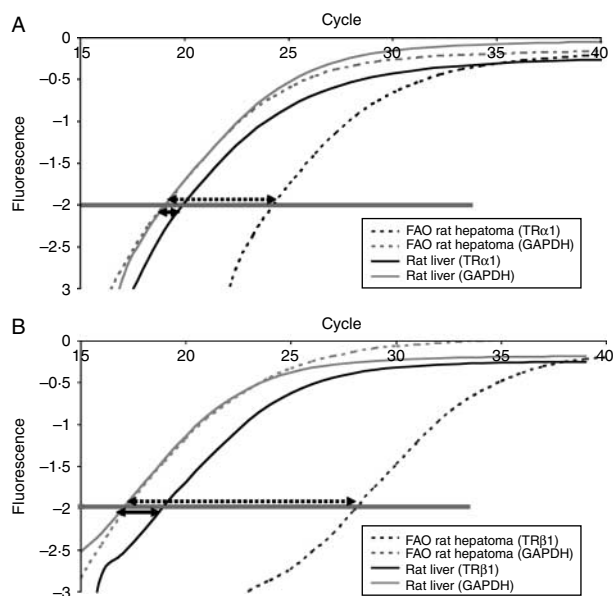 A
Cycle
15 20 25 30 35 40
0
−0.5
−1
−1.5
−2
−2.5
3
Fluorescence
FAO rat hepatoma (TRα1)
FAO rat hepatoma (GAPDH)
Rat liver (TRα1)
Rat liver (GAPDH)
B
Cycle
15 20 25 30 35 40
0
−0.5
−1
−1.5
−2
−2.5
−3
Fluorescence
FAO rat hepatoma (TRβ1)
FAO rat hepatoma (GAPDH)
Rat liver (TRβ1)
Rat liver (GAPDH)